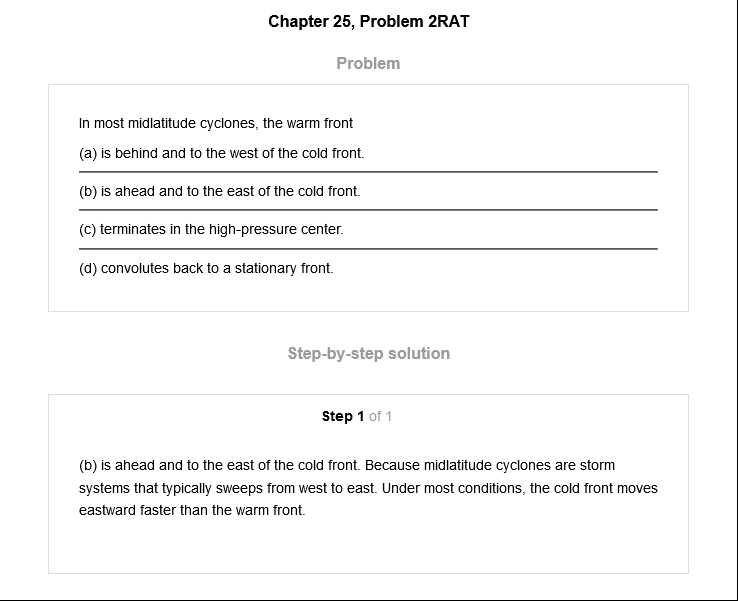 Chapter 25, Problem 2RAT
Problem
In most midlatitude cyclones, the warm front
(a) is behind and to the west of the cold front.
(b) is ahead and to the east of the cold front.
(c) terminates in the high-pressure center.
(d) convolutes back to a stationary front.
Step-by-step solution
Step 1 of 1
(b) is ahead and to the east of the cold front. Because midlatitude cyclones are storm
systems that typically sweeps from west to east. Under most conditions, the cold front moves
eastward faster than the warm front.